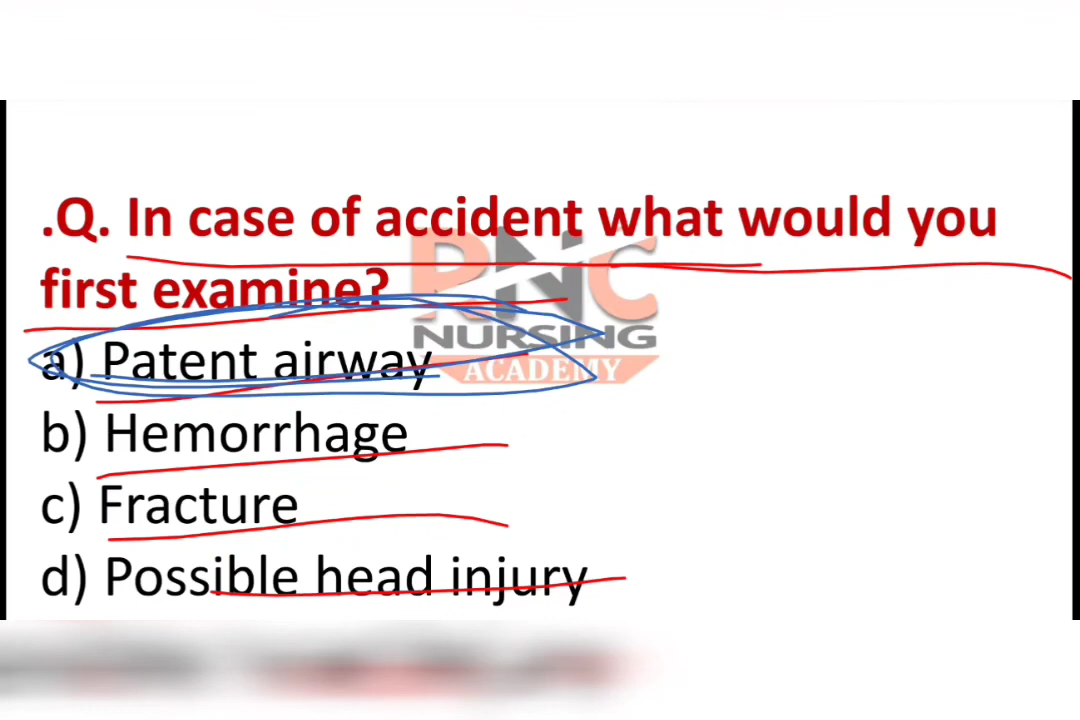 .Q. In case of accident what would you
first examine?
PNC
NURSING
ACADEMY
a) Patent airway
b) Hemorrhage
c) Fracture
d) Possible head injury